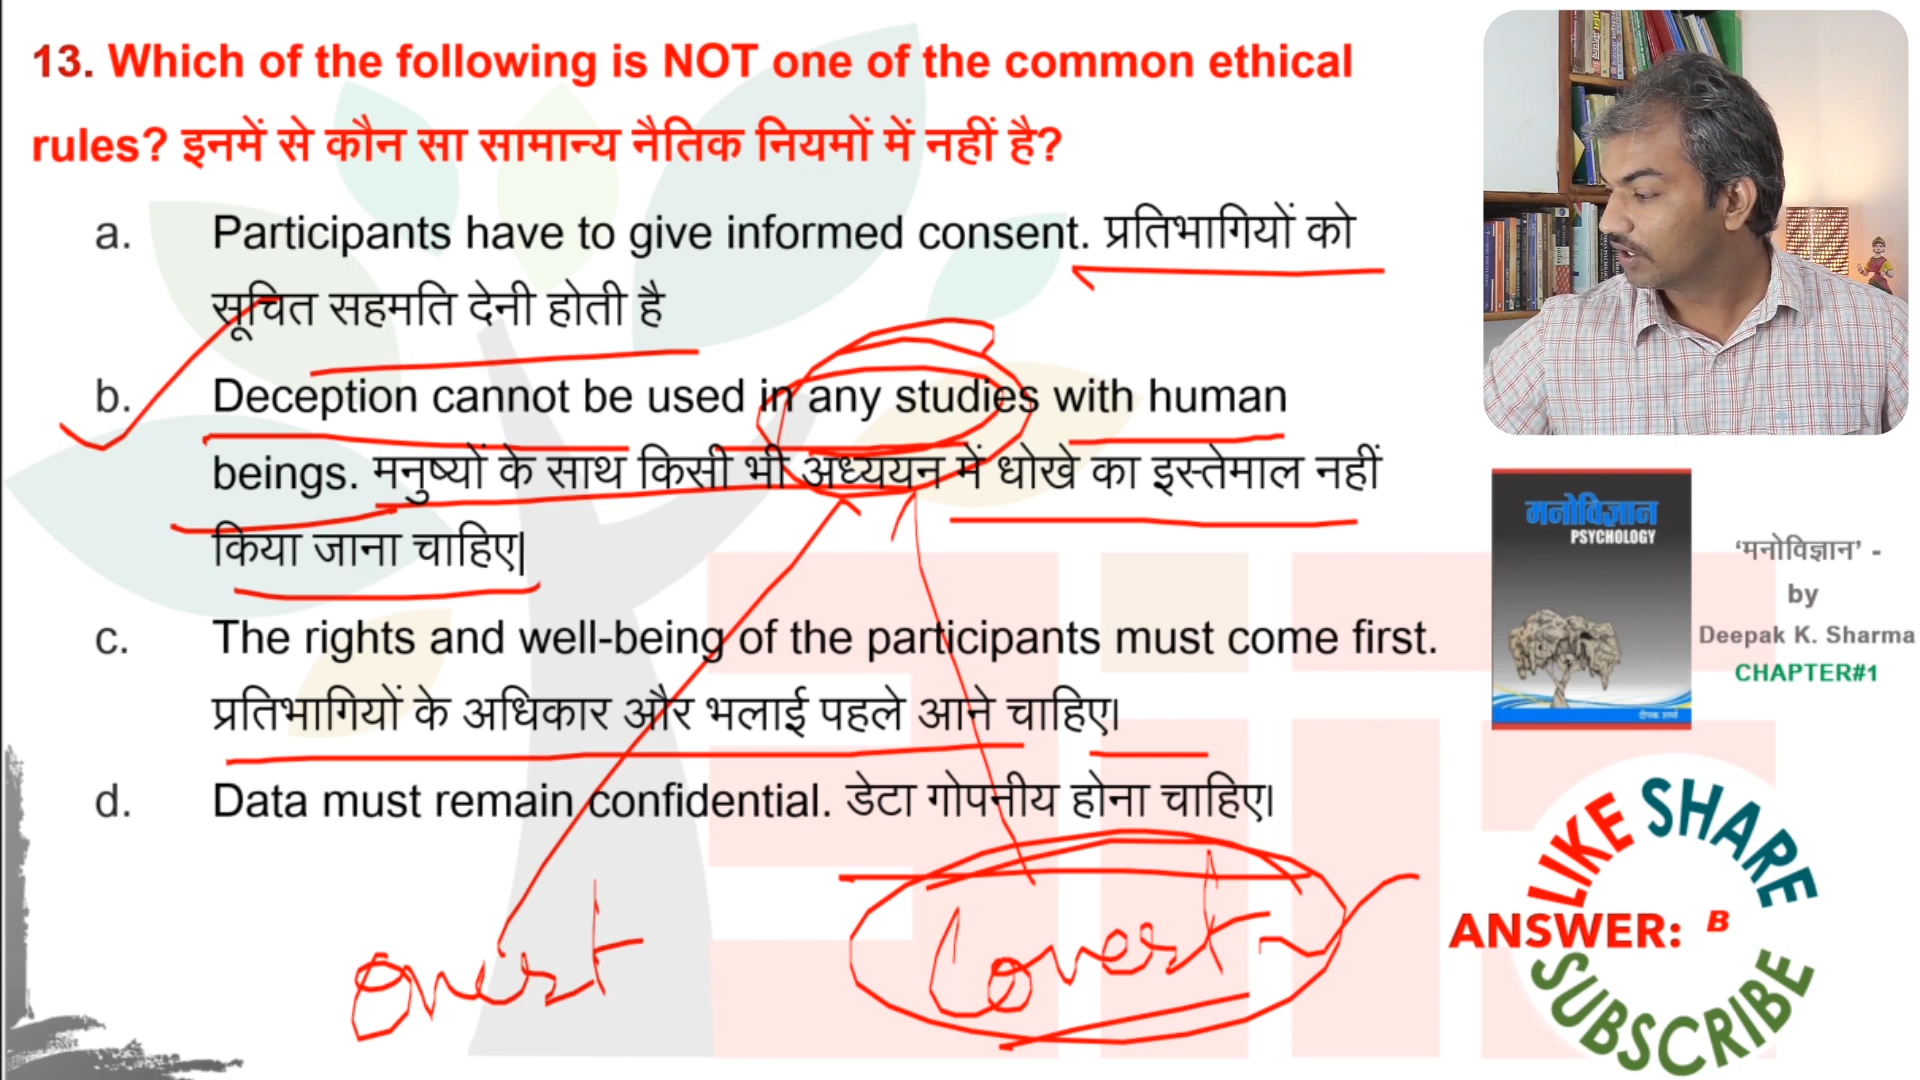 13. Which of the following is NOT one of the common ethical
rules? इनमें से कौन सा सामान्य नैतिक नियमों में नहीं है?
a. Participants have to give informed consent. प्रतिभागियों को
सूचित सहमति देनी होती है
b. Deception cannot be used in any studies with human
beings. मनुष्यों के साथ किसी भी अध्ययन में धोखे का इस्तेमाल नहीं
किया जाना चाहिए|
c. The rights and well-being of the participants must come first.
प्रतिभागियों के अधिकार और भलाई पहले आने चाहिए।
d. Data must remain confidential. डेटा गोपनीय होना चाहिए।
overt
Covert
मनोविज्ञान
PSYCHOLOGY
'मनोविज्ञान' -
by
Deepak K. Sharma
CHAPTER#1
LIKE SHARE
ANSWER: B
SUBSCRIBE